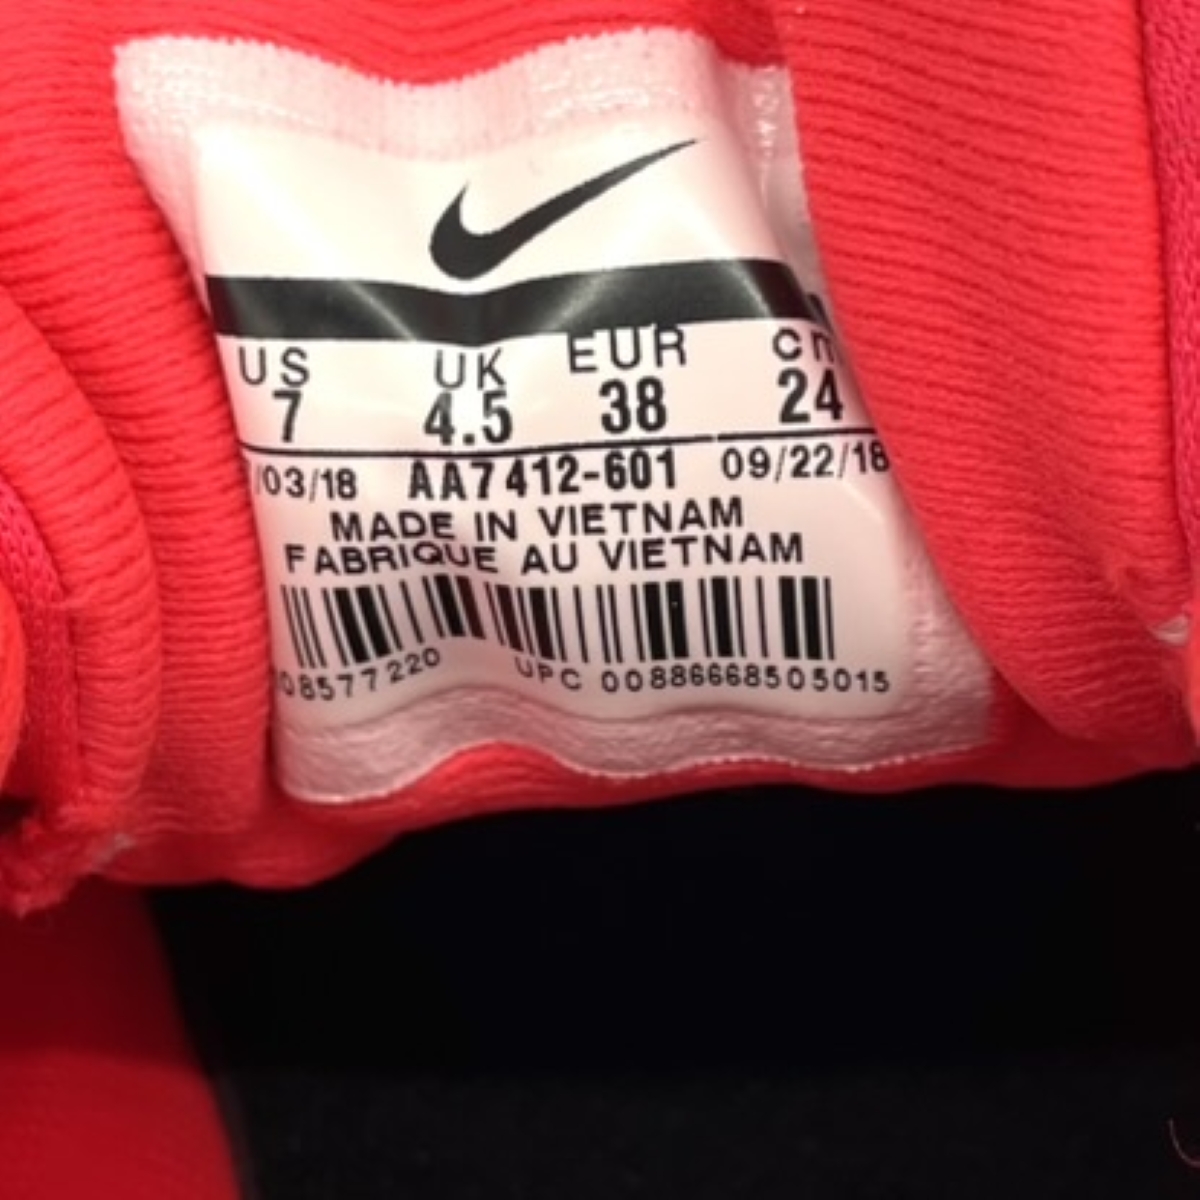 US UK EUR cm
7 4.5 38 24
/03/18 AA7412-601 09/22/18
MADE IN VIETNAM
FABRIQUE AU VIETNAM
08577220 UPC 00886668505015